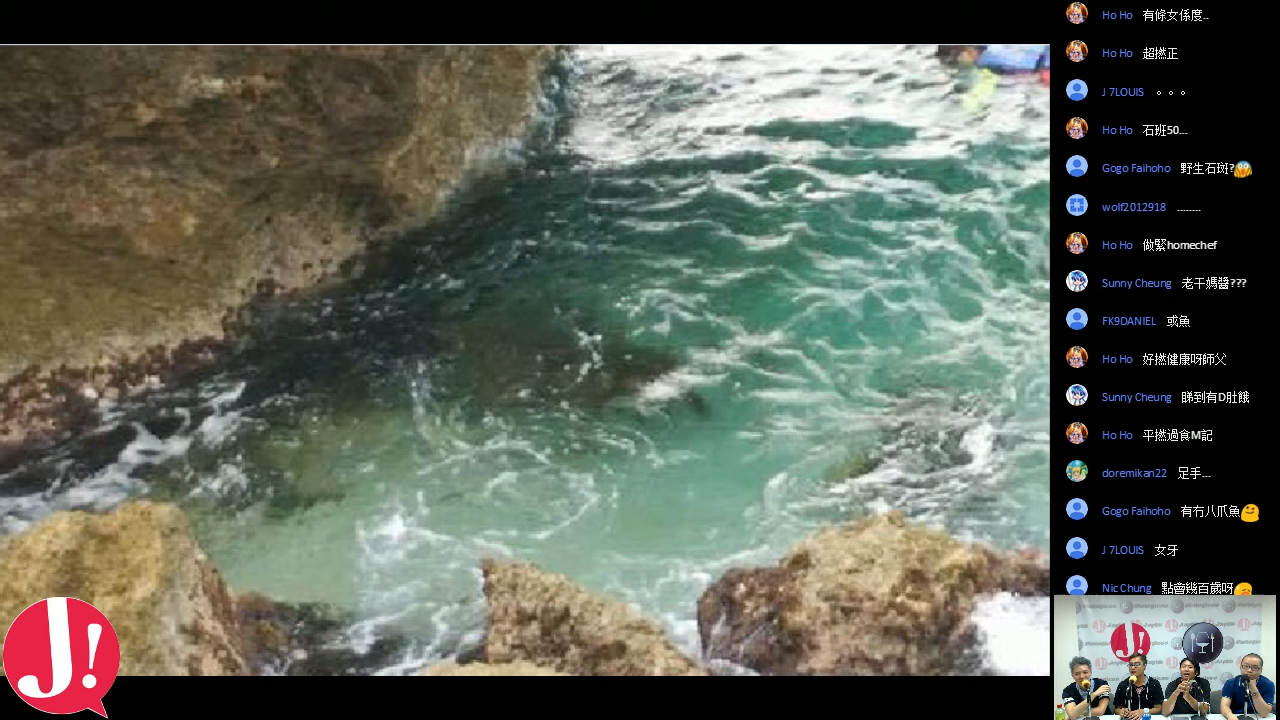 Ho Ho 有條女係度..
Ho Ho 超撚正
J 7LOUIS 。。。
Ho Ho 石班50...
Gogo Faihoho 野生石斑?😱
wolf2012918 ........
Ho Ho 做緊homechef
Sunny Cheung 老干媽醬???
FK9DANIEL 或魚
Ho Ho 好撚健康呀師父
Sunny Cheung 睇到有D肚餓
Ho Ho 平撚過食M記
doremikan22 足手...
Gogo Faihoho 有冇八爪魚
J 7LOUIS 女牙
Nic Chung 點會幾百歲呀
J!
J!